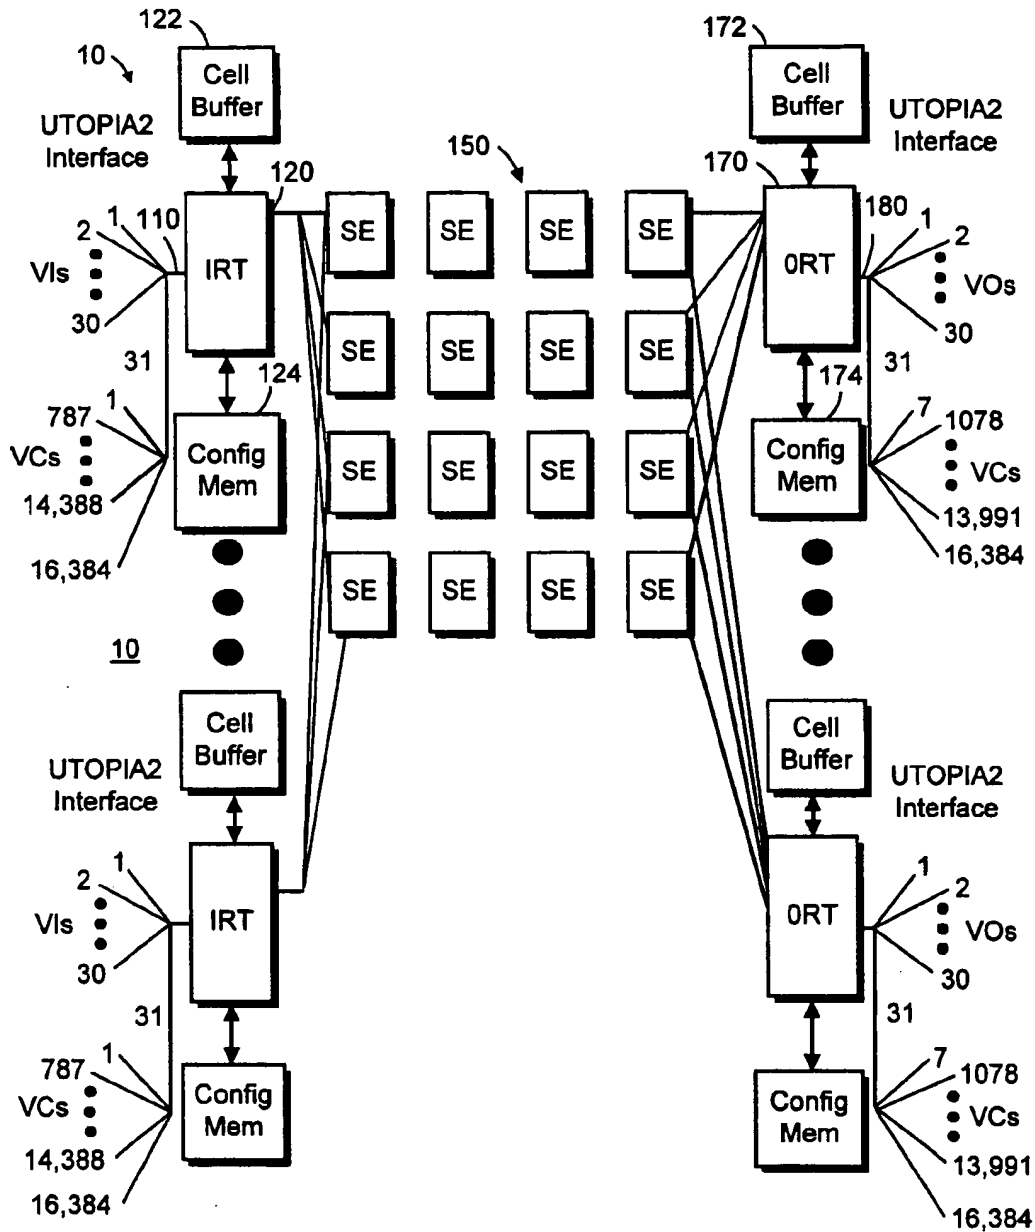 122
10
Cell
Buffer
UTOPIA2
Interface
120
110
1
2
VIs
30
31
IRT
124
1
787
VCs
14,388
16,384
Config
Mem
150
SE SE SE SE
SE SE SE SE
SE SE SE SE
SE SE SE SE
172
Cell
Buffer
UTOPIA2
Interface
170
180
1
2
VOs
30
31
0RT
174
7
1078
VCs
13,991
16,384
Config
Mem
10
Cell
Buffer
UTOPIA2
Interface
1
2
VIs
30
31
IRT
1
787
VCs
14,388
16,384
Config
Mem
Cell
Buffer
UTOPIA2
Interface
1
2
VOs
30
31
0RT
7
1078
VCs
13,991
16,384
Config
Mem